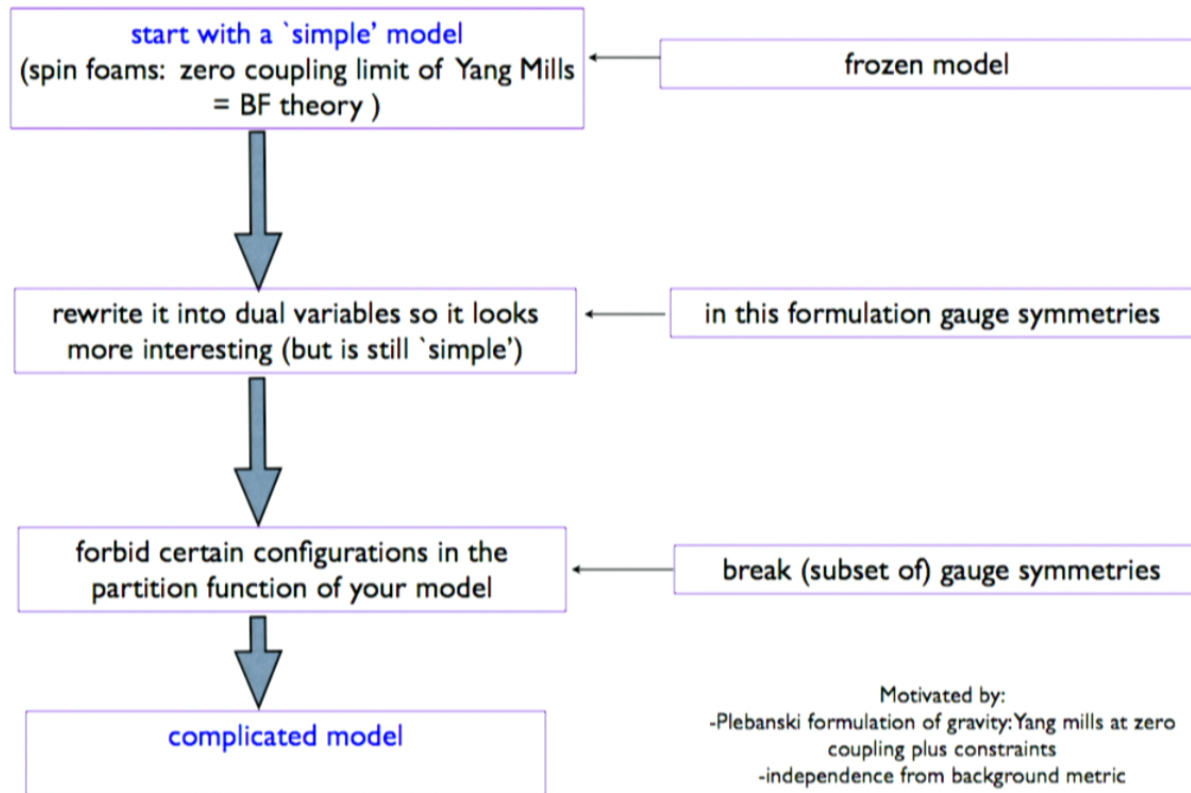 start with a `simple' model
(spin foams: zero coupling limit of Yang Mills
= BF theory )
frozen model
rewrite it into dual variables so it looks
more interesting (but is still `simple')
in this formulation gauge symmetries
forbid certain configurations in the
partition function of your model
break (subset of) gauge symmetries
complicated model
Motivated by:
-Plebanski formulation of gravity: Yang mills at zero
coupling plus constraints
-independence from background metric